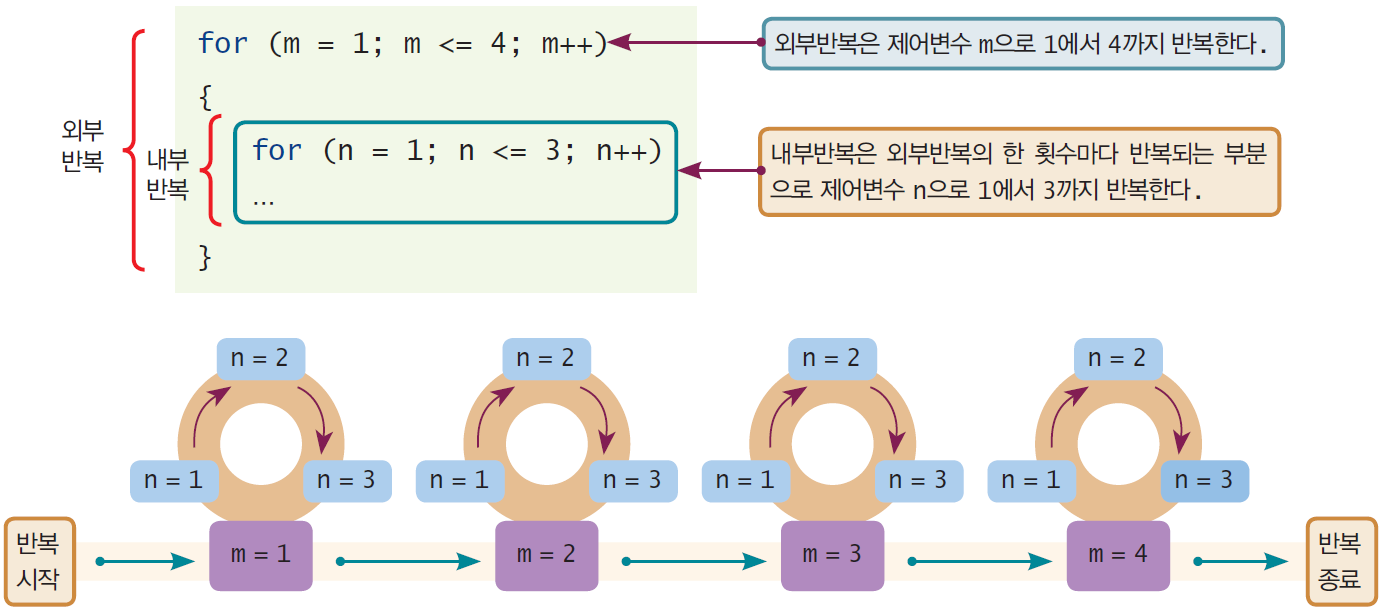 for (m = 1; m <= 4; m++)
외부반복은 제어변수 m으로 1에서 4까지 반복한다.
{
외부
반복
내부
반복
for (n = 1; n <= 3; n++)
...
내부반복은 외부반복의 한 횟수마다 반복되는 부분
으로 제어변수 n으로 1에서 3까지 반복한다.
}
n = 2
n = 2
n = 2
n = 2
n = 1
n = 3
n = 1
n = 3
n = 1
n = 3
n = 1
n = 3
반복
시작
m = 1
m = 2
m = 3
m = 4
반복
종료